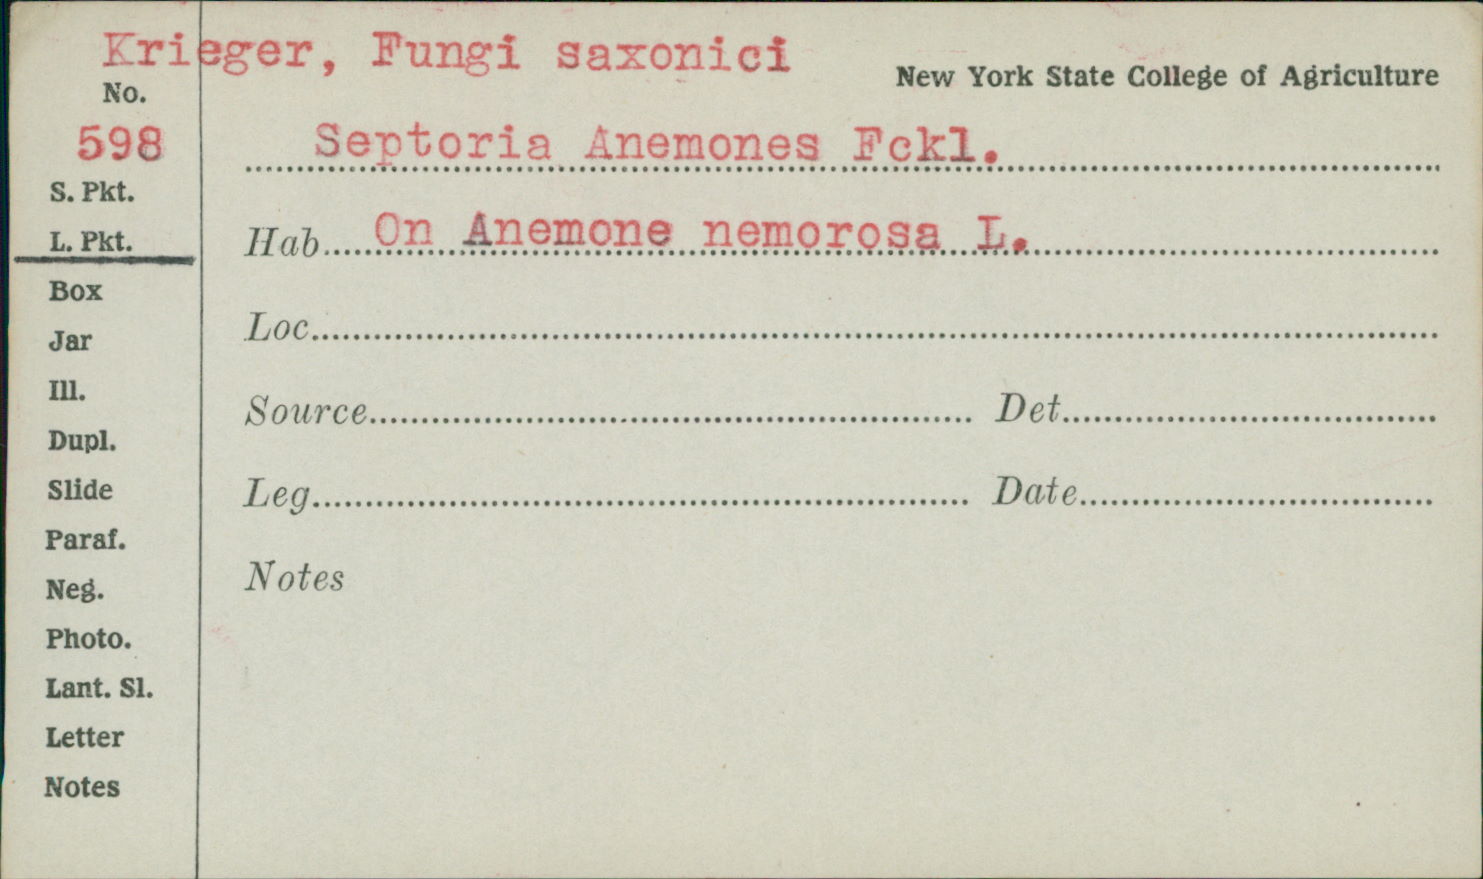 Krieger, Fungi saxonici
New York State College of Agriculture
No.
598
Septoria Anemones Fckl.
S. Pkt.
L. Pkt.
Hab. On Anemone nemorosa L.
Box
Loc.
Jar
Ill.
Source Det.
Dupl.
Slide
Leg. Date
Paraf.
Neg.
Notes
Photo.
Lant. Sl.
Letter
Notes